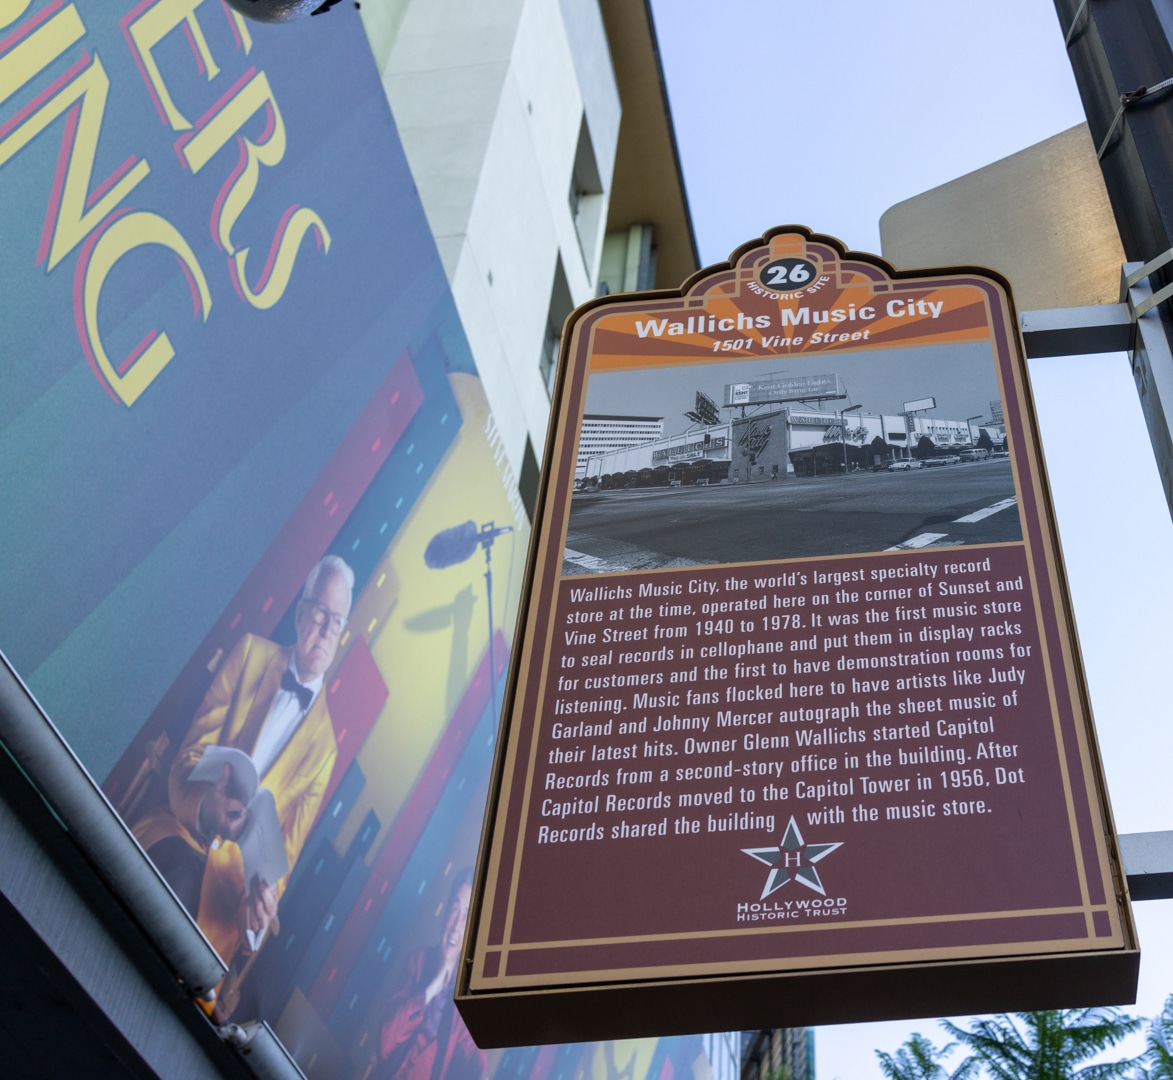 ERS
ING
26
HISTORIC SITE
Wallichs Music City
1501 Vine Street
Kent Golden Lights
WALLICHS
Wallichs Music City, the world's largest specialty record
store at the time, operated here on the corner of Sunset and
Vine Street from 1940 to 1978. It was the first music store
to seal records in cellophane and put them in display racks
for customers and the first to have demonstration rooms for
listening. Music fans flocked here to have artists like Judy
Garland and Johnny Mercer autograph the sheet music of
their latest hits. Owner Glenn Wallichs started Capitol
Records from a second-story office in the building. After
Capitol Records moved to the Capitol Tower in 1956, Dot
Records shared the building with the music store.
H
HOLLYWOOD
HISTORIC TRUST